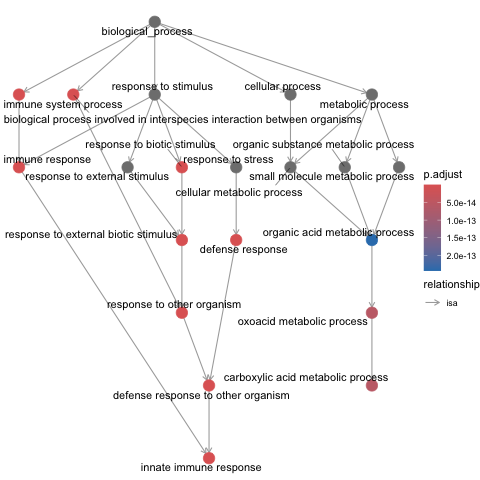 biological_process
response to stimulus
cellular process
immune system process
metabolic process
biological process involved in interspecies interaction between organisms
response to biotic stimulus
organic substance metabolic process
immune response
response to stress
response to external stimulus
small molecule metabolic process
cellular metabolic process
response to external biotic stimulus
organic acid metabolic process
defense response
response to other organism
oxoacid metabolic process
carboxylic acid metabolic process
defense response to other organism
innate immune response
p.adjust
5.0e-14
1.0e-13
1.5e-13
2.0e-13
relationship
isa